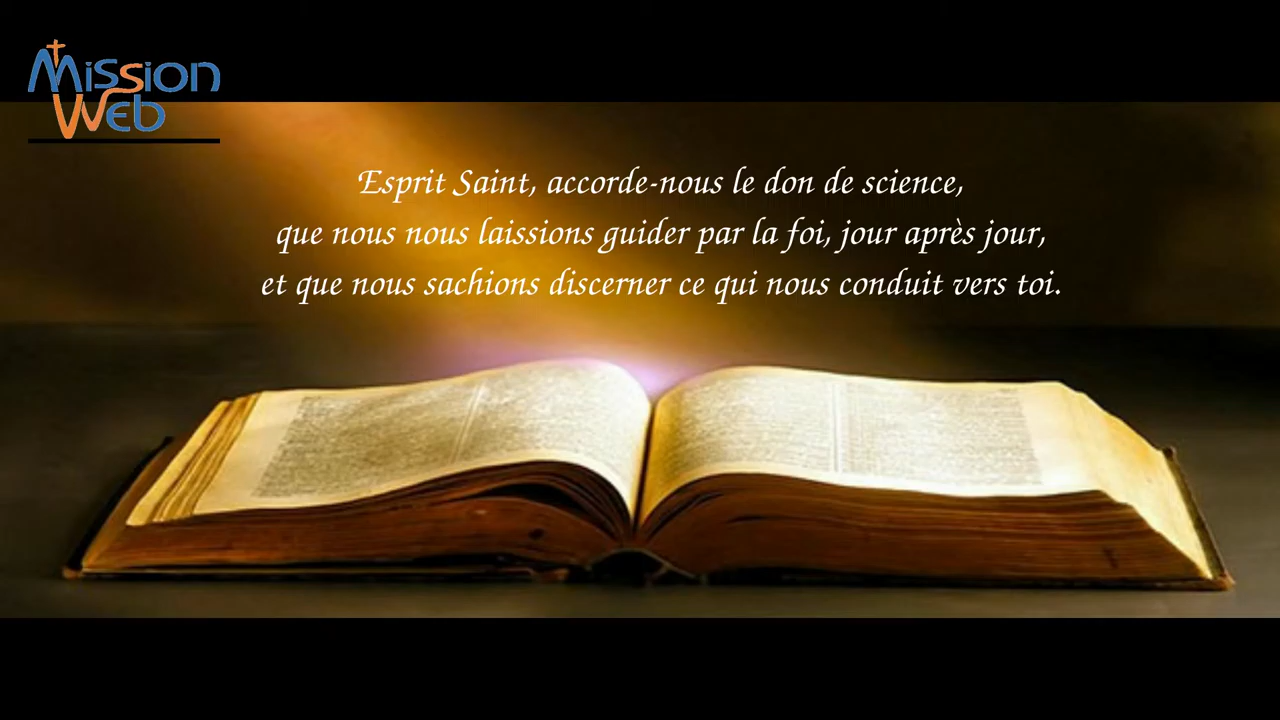 Mission
Web
Esprit Saint, accorde-nous le don de science,
que nous nous laissions guider par la foi, jour après jour,
et que nous sachions discerner ce qui nous conduit vers toi.